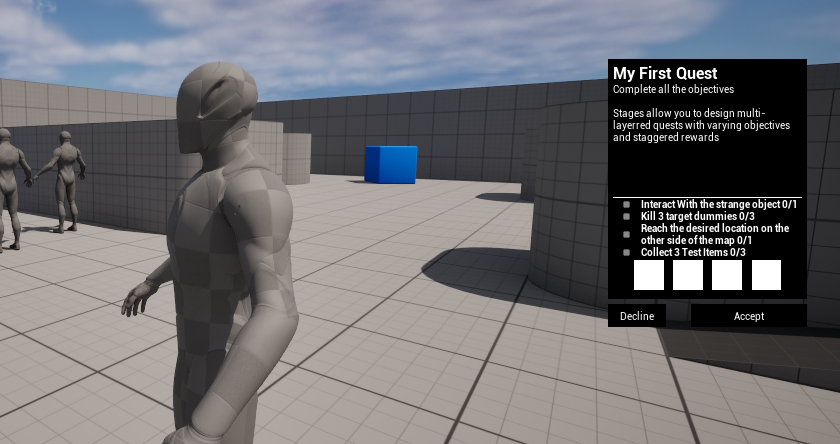 My First Quest
Complete all the objectives
Stages allow you to design multi-
layerred quests with varying objectives
and staggered rewards
Interact With the strange object 0/1
Kill 3 target dummies 0/3
Reach the desired location on the
other side of the map 0/1
Collect 3 Test Items 0/3
Decline
Accept